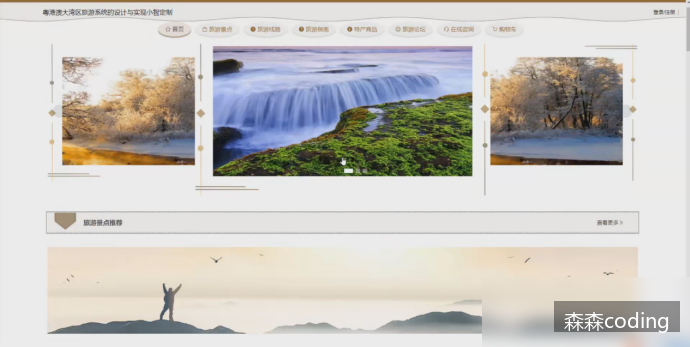 粤港澳大湾区旅游系统的设计与实现小智定制
登录/注册
首页 旅游景点 旅游线路 旅游指南 特产商品 旅游论坛 在线咨询 购物车
旅游景点推荐
查看更多
森森coding